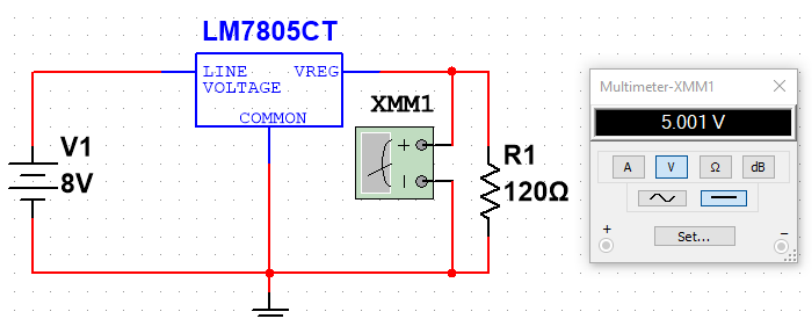 LM7805CT
LINE VREG
VOLTAGE
COMMON
XMM1
+
-
V1
8V
R1
120Ω
Multimeter-XMM1
5.001 V
A V Ω dB
+ Set... -